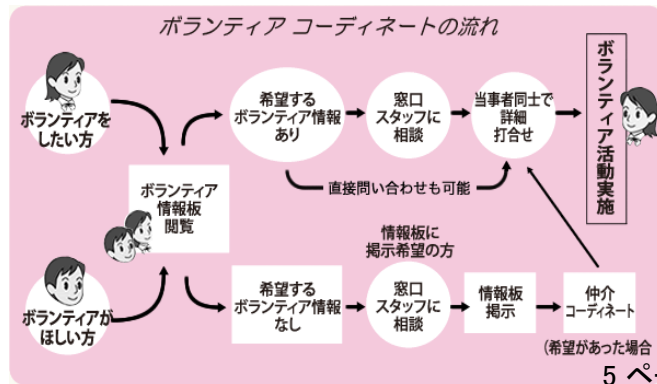 ボランティア コーディネートの流れ
ボランティアを
したい方
ボランティアが
ほしい方
ボランティア
情報板
閲覧
希望する
ボランティア情報
あり
窓口
スタッフに
相談
当事者同士で
詳細
打合せ
ボランティア活動実施
直接問い合わせも可能
希望する
ボランティア情報
なし
情報板に
掲示希望の方
窓口
スタッフに
相談
情報板
掲示
仲介
コーディネート
(希望があった場合
5 ペー